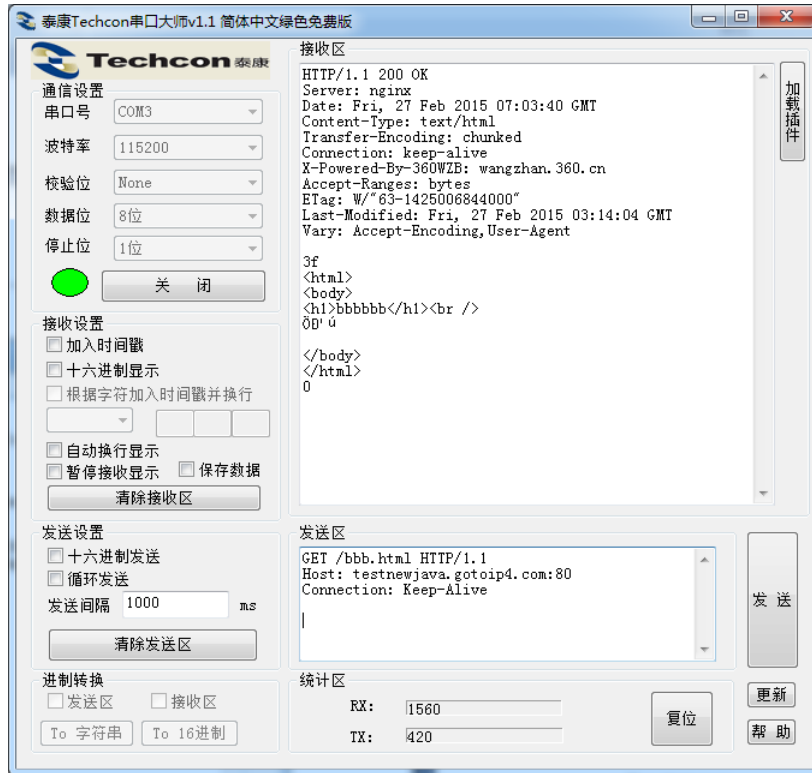 泰康Techcon串口大师v1.1 简体中文绿色免费版
Techcon 泰康
通信设置
串口号 COM3
波特率 115200
校验位 None
数据位 8位
停止位 1位
关 闭
接收设置
加入时间戳
十六进制显示
根据字符加入时间戳并换行
自动换行显示
暂停接收显示 保存数据
清除接收区
发送设置
十六进制发送
循环发送
发送间隔 1000 ms
清除发送区
进制转换
发送区 接收区
To 字符串 To 16进制
接收区
HTTP/1.1 200 OK
Server: nginx
Date: Fri, 27 Feb 2015 07:03:40 GMT
Content-Type: text/html
Transfer-Encoding: chunked
Connection: keep-alive
X-Powered-By-360WZB: wangzhan.360.cn
Accept-Ranges: bytes
ETag: W/"63-1425006844000"
Last-Modified: Fri, 27 Feb 2015 03:14:04 GMT
Vary: Accept-Encoding,User-Agent
3f
<html>
<body>
<h1>bbbbbb</h1><br />
ÖÐ' ú
</body>
</html>
0
加载插件
发送区
GET /bbb.html HTTP/1.1
Host: testnewjava.gotoip4.com:80
Connection: Keep-Alive
发 送
统计区
RX: 1560
TX: 420
复位
更新
帮 助